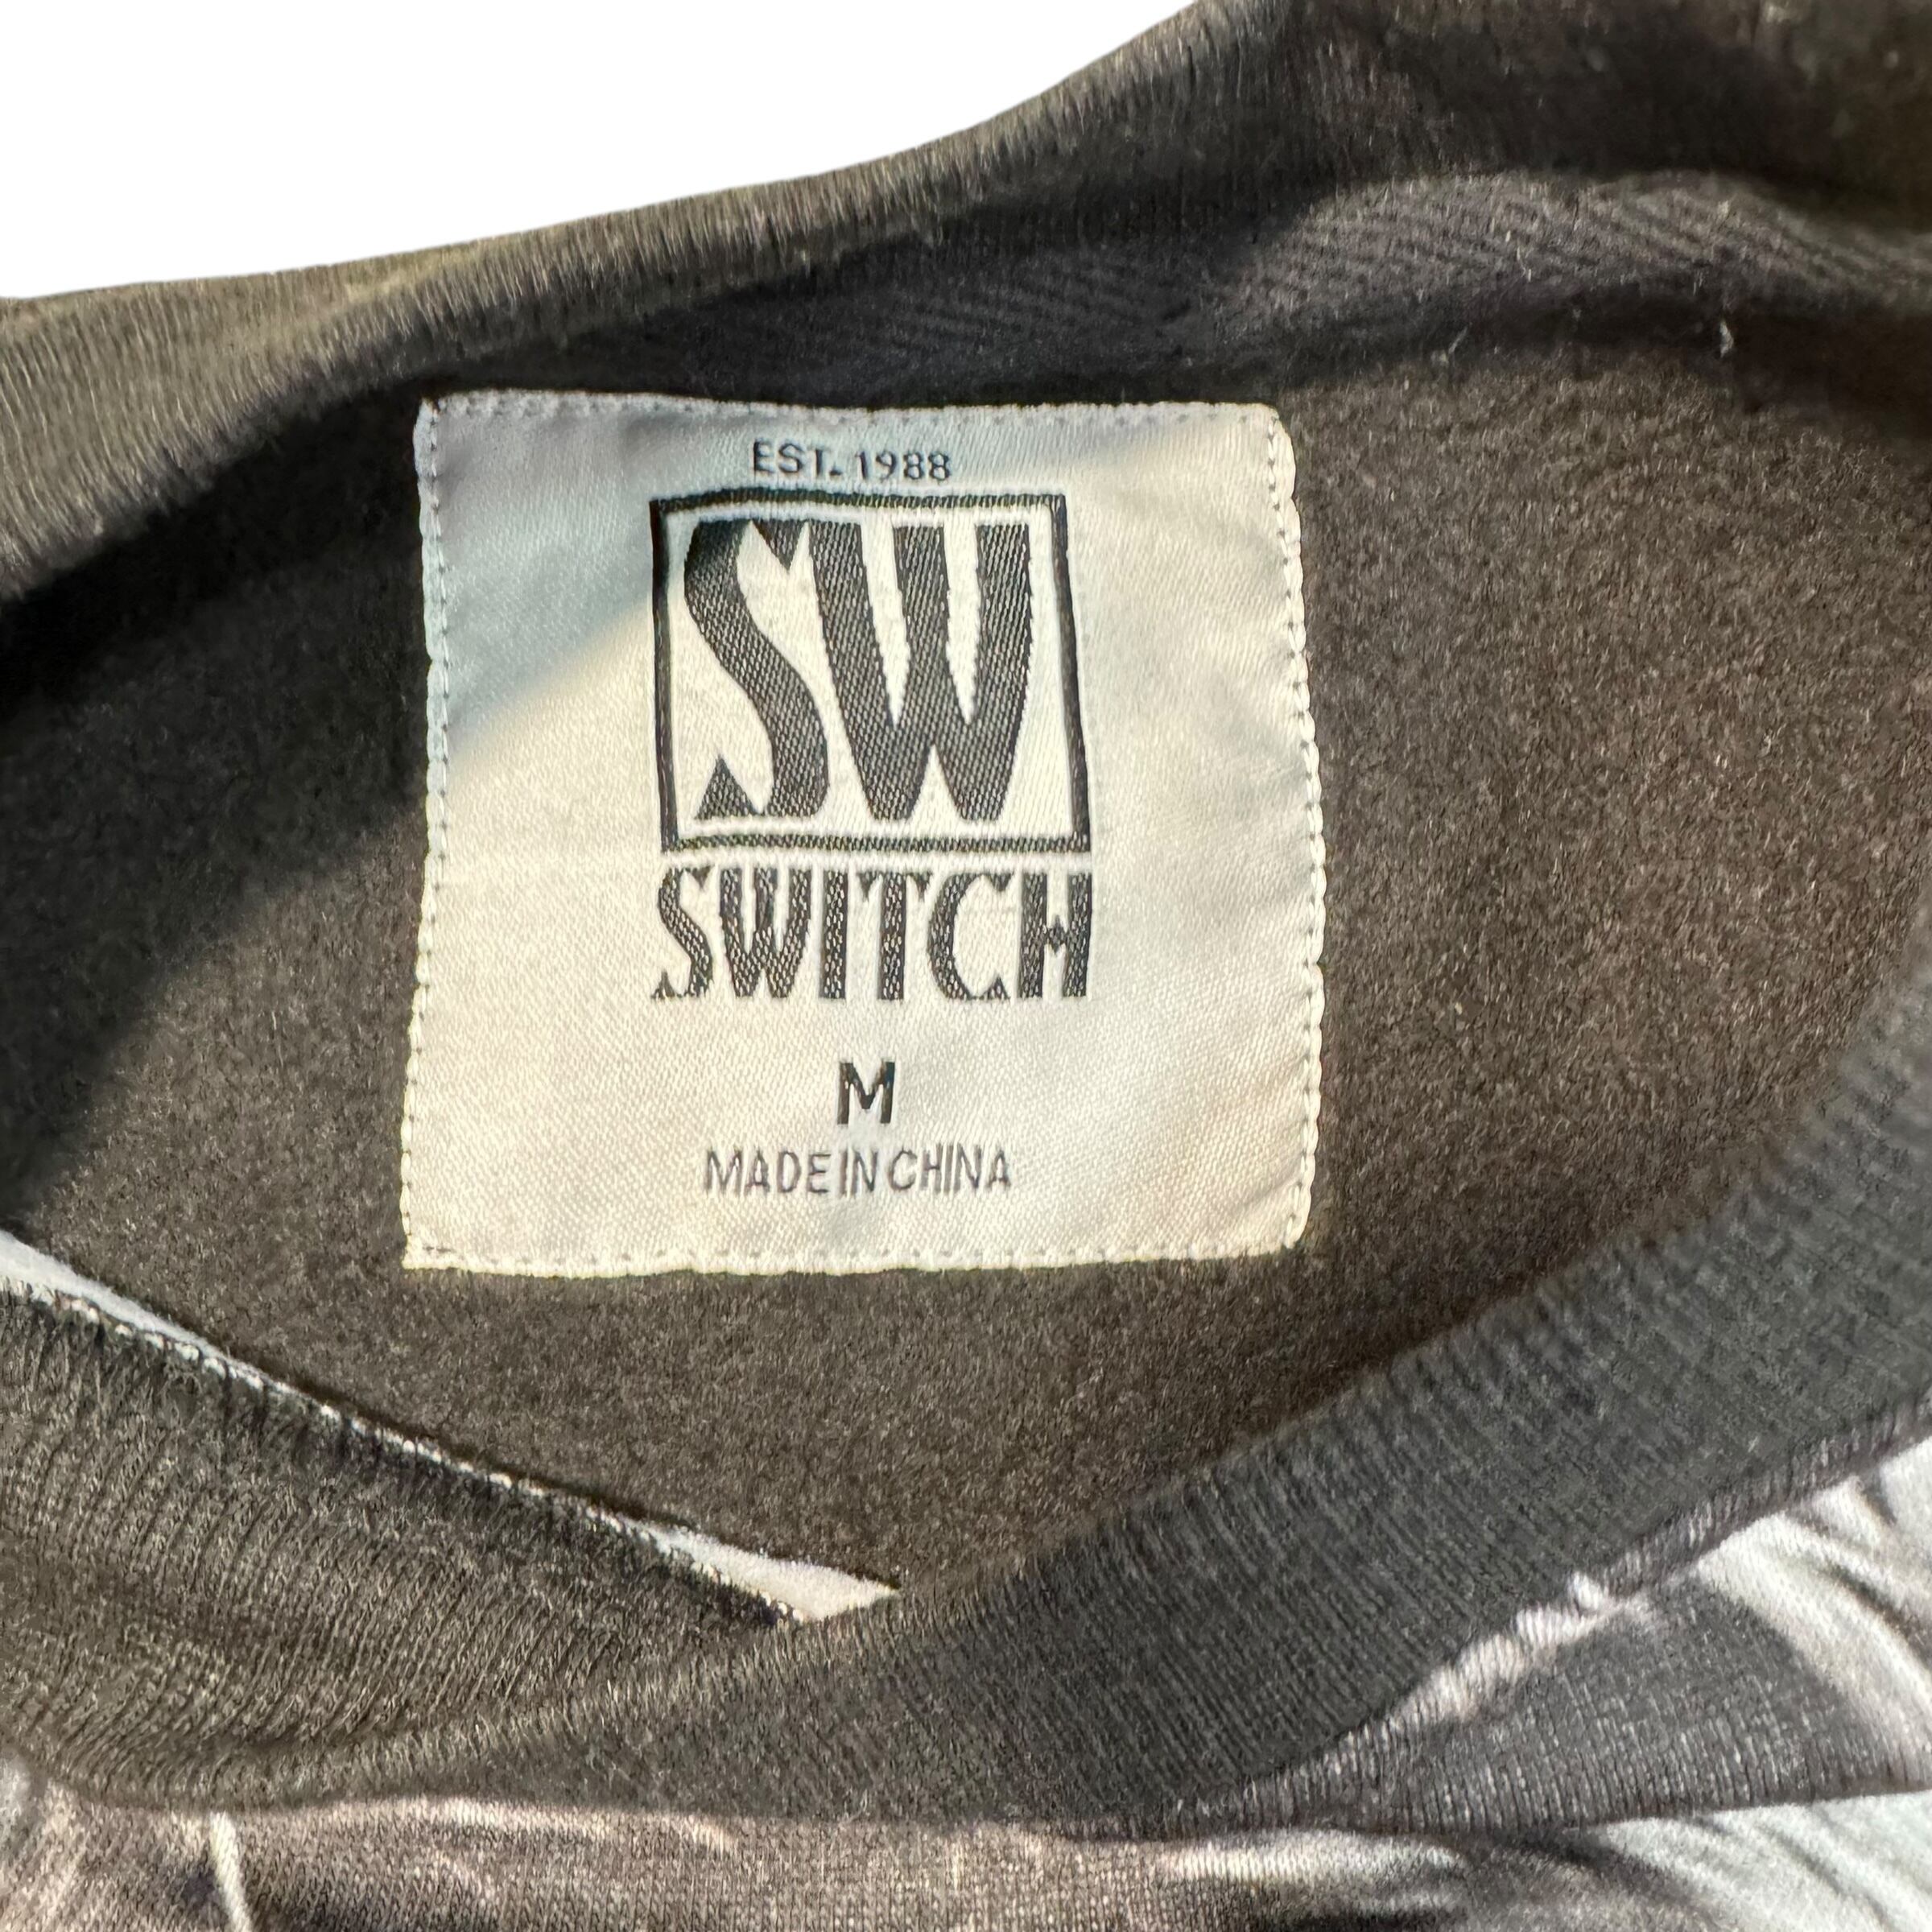 EST. 1988
SW
SWITCH
M
MADE IN CHINA